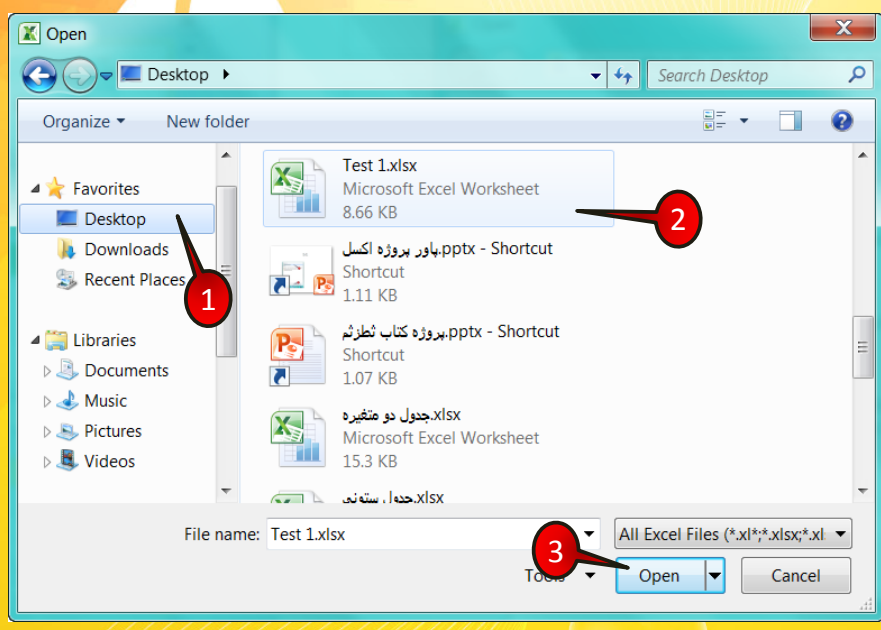 Open
Desktop
Search Desktop
Organize
New folder
Favorites
Desktop
Downloads
Recent Places
Libraries
Documents
Music
Pictures
Videos
Test 1.xlsx
Microsoft Excel Worksheet
8.66 KB
پاور پروژه اکسل.pptx - Shortcut
Shortcut
1.11 KB
پروژه کتاب ثطزثم.pptx - Shortcut
Shortcut
1.07 KB
جدول دو متغیره.xlsx
Microsoft Excel Worksheet
15.3 KB
جدول ستونی.xlsx
1
2
File name: Test 1.xlsx
All Excel Files (*.xl*;*.xlsx;*.xl
3
Tools
Open
Cancel